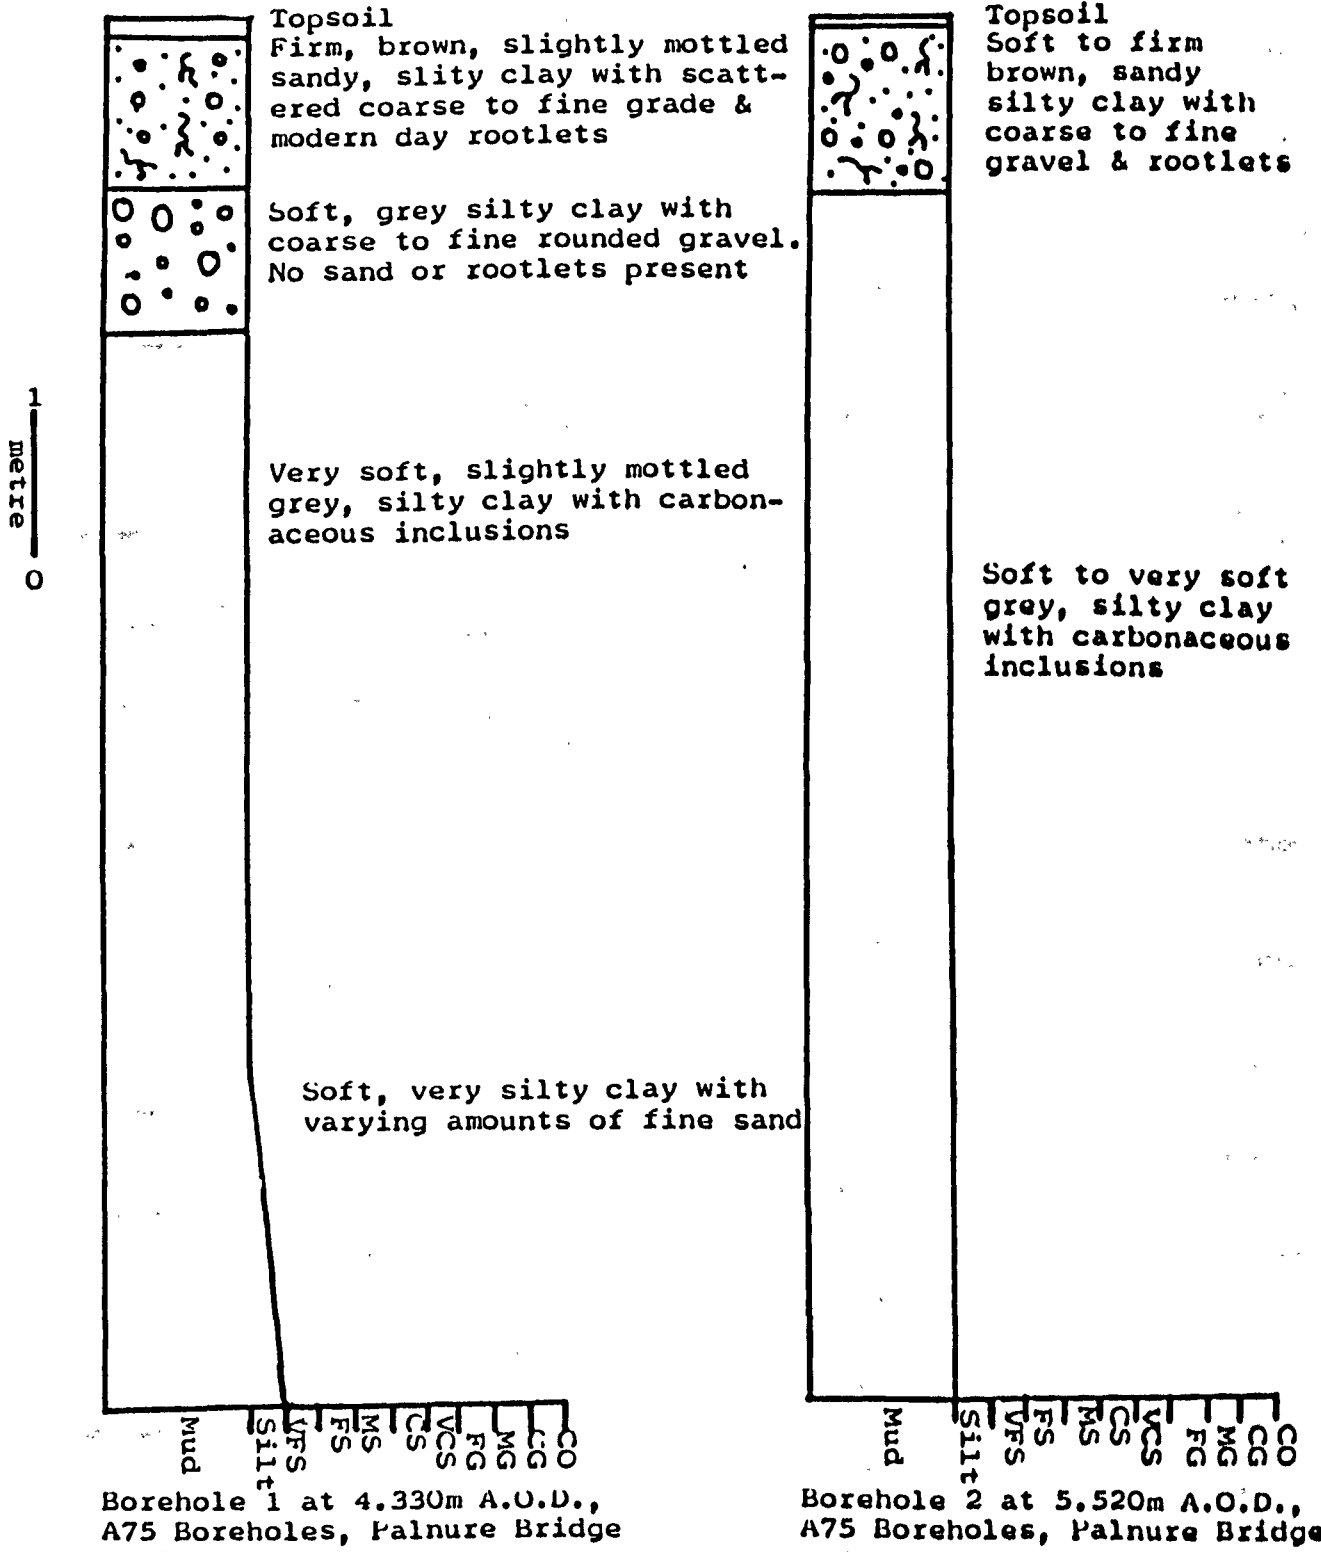 Topsoil
Firm, brown, slightly mottled
sandy, slity clay with scatt-
ered coarse to fine grade &
modern day rootlets
Soft, grey silty clay with
coarse to fine rounded gravel.
No sand or rootlets present
1
metre
0
Very soft, slightly mottled
grey, silty clay with carbon-
aceous inclusions
Soft, very silty clay with
varying amounts of fine sand
Mud
Silt
VFS
FS
MS
CS
VCS
FG
MG
CG
CO
Borehole 1 at 4.330m A.O.D.,
A75 Boreholes, Palnure Bridge
Topsoil
Soft to firm
brown, sandy
silty clay with
coarse to fine
gravel & rootlets
Soft to very soft
grey, silty clay
with carbonaceous
inclusions
Mud
Silt
VFS
FS
MS
CS
VCS
FG
MG
CG
CO
Borehole 2 at 5.520m A.O.D.,
A75 Boreholes, Palnure Bridge